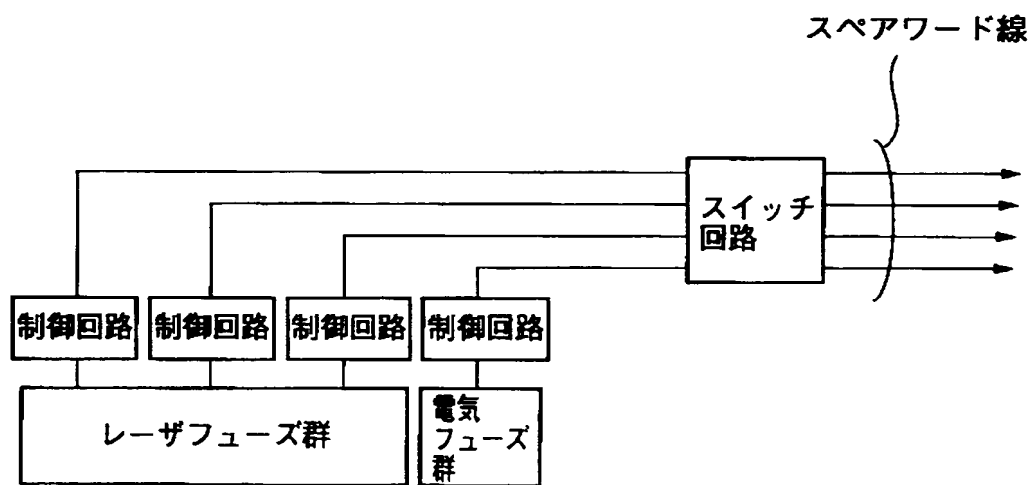 スペアワード線
スイッチ
回路
制御回路
制御回路
制御回路
制御回路
レーザフューズ群
電気
フューズ
群